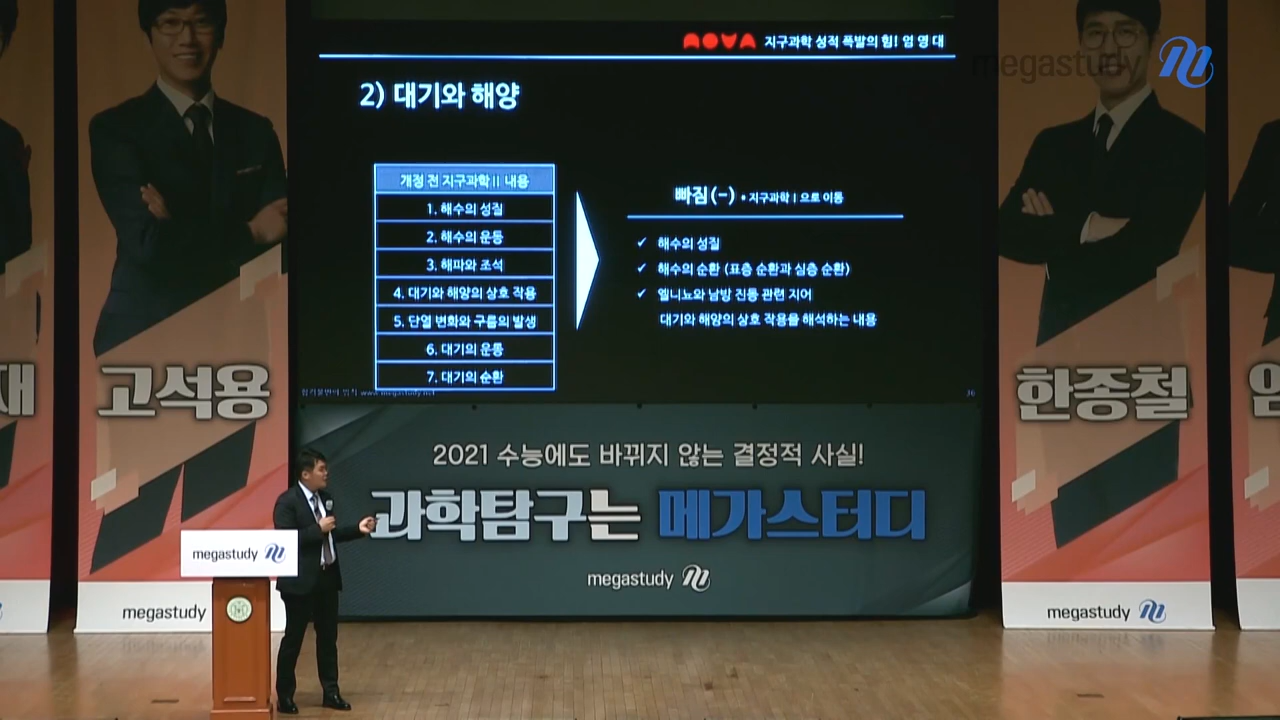 지구과학 성적 폭발의 힘! 엄 영 대
megastudy
2) 대기와 해양
개정 전 지구과학 II 내용
1. 해수의 성질
2. 해수의 운동
3. 해파와 조석
4. 대기와 해양의 상호 작용
5. 단열 변화와 구름의 발생
6. 대기의 운동
7. 대기의 순환
빠짐(-) • 지구과학 I 으로 이동
✓ 해수의 성질
✓ 해수의 순환 (표층 순환과 심층 순환)
✓ 엘니뇨와 남방 진동 관련 지어
대기와 해양의 상호 작용을 해석하는 내용
36
재
고석용
한종철
2021 수능에도 바뀌지 않는 결정적 사실!
과학탐구는 메가스터디
megastudy
megastudy
megastudy
megastudy